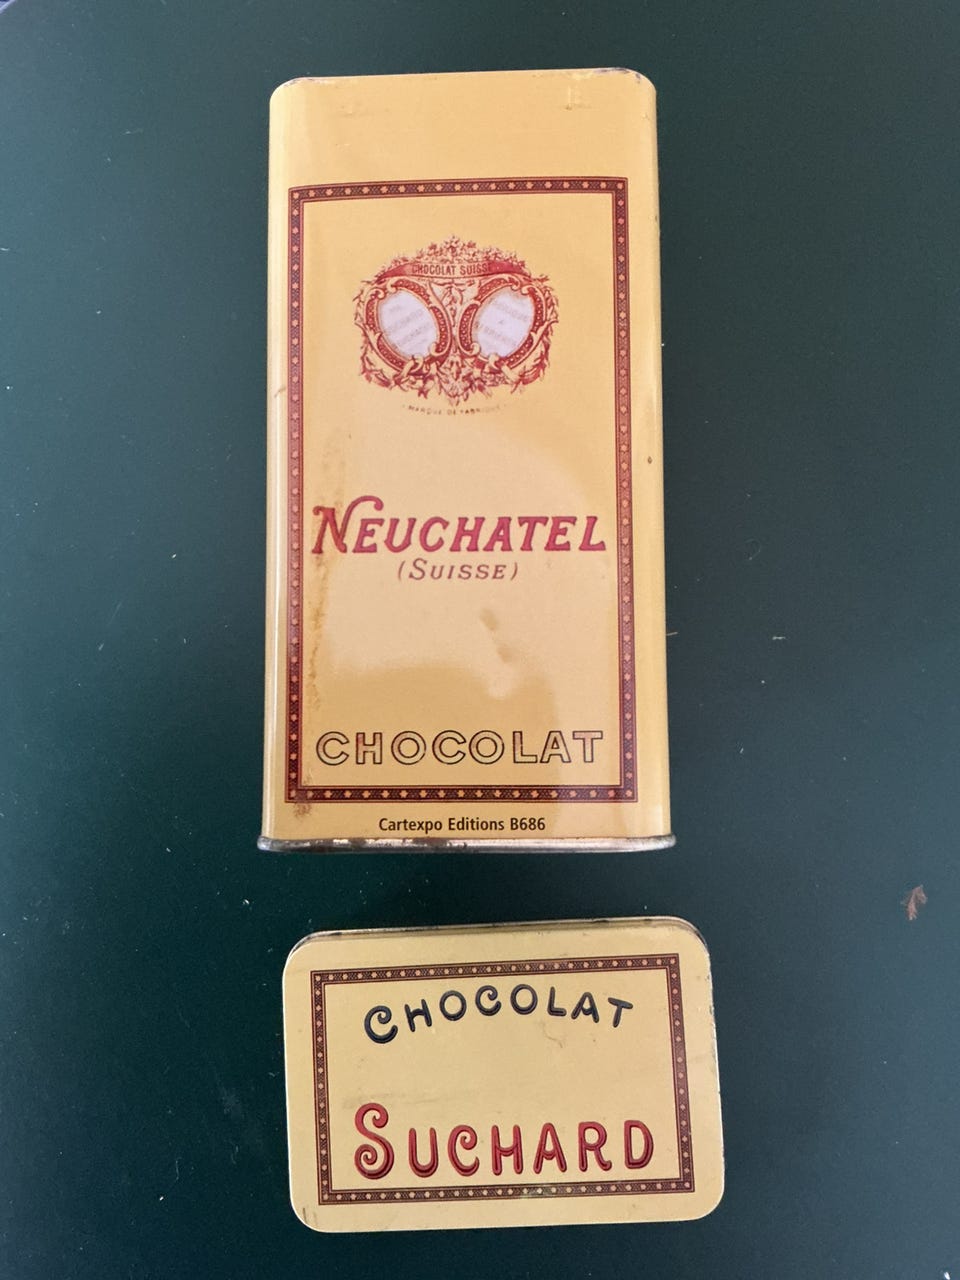 CHOCOLAT SUISSE
MARQUE DE FABRIQUE
NEUCHATEL
(SUISSE)
CHOCOLAT
Cartexpo Editions B686
CHOCOLAT
SUCHARD